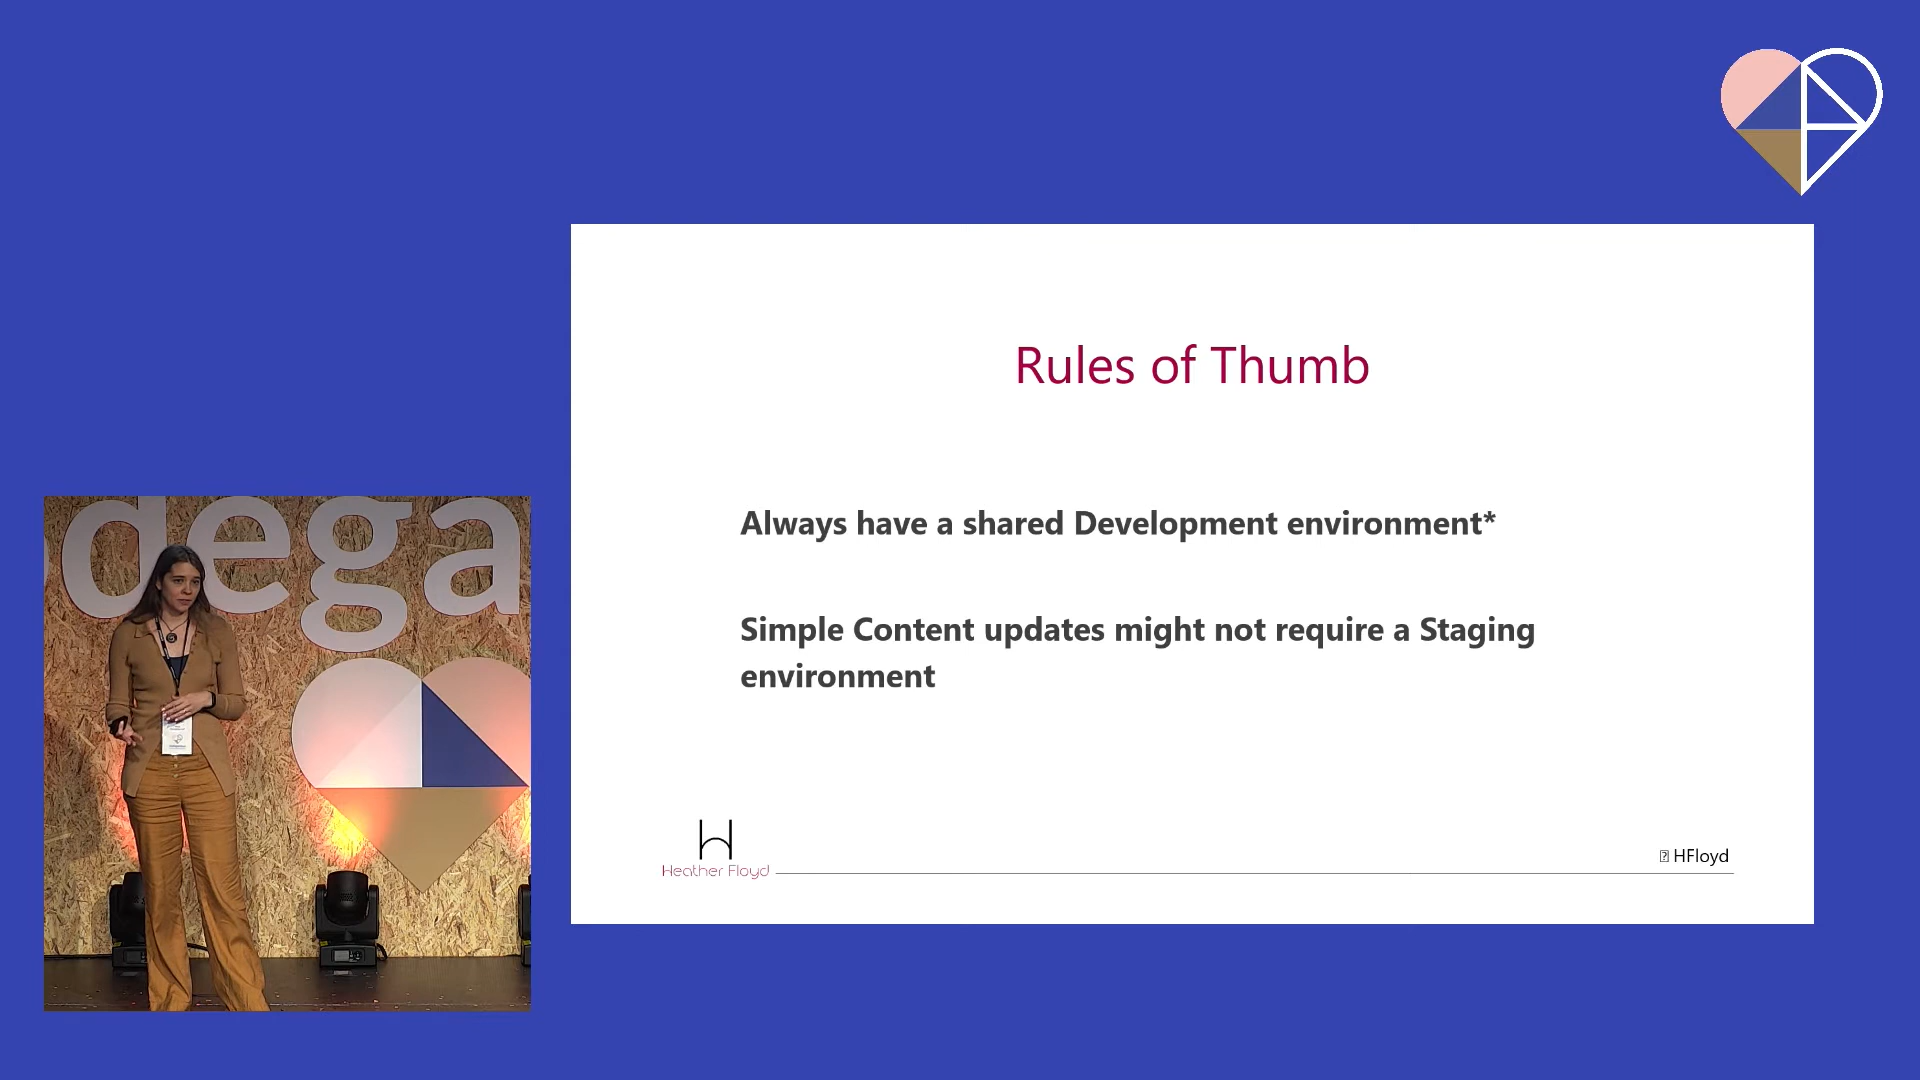 Rules of Thumb
Always have a shared Development environment*
Simple Content updates might not require a Staging
environment
Heather Floyd
HFloyd
dega